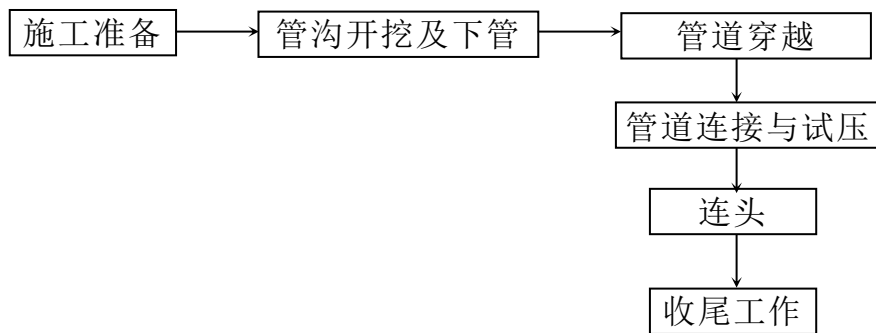 施工准备
管沟开挖及下管
管道穿越
管道连接与试压
连头
收尾工作